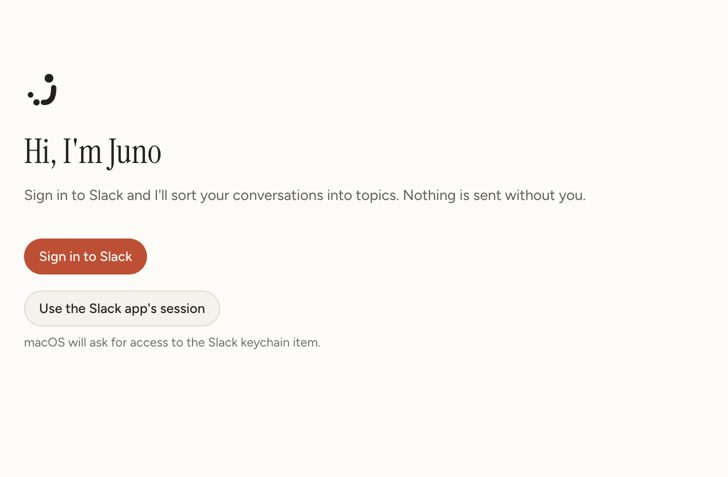 Hi, I'm Juno
Sign in to Slack and I'll sort your conversations into topics. Nothing is sent without you.
Sign in to Slack
Use the Slack app's session
macOS will ask for access to the Slack keychain item.